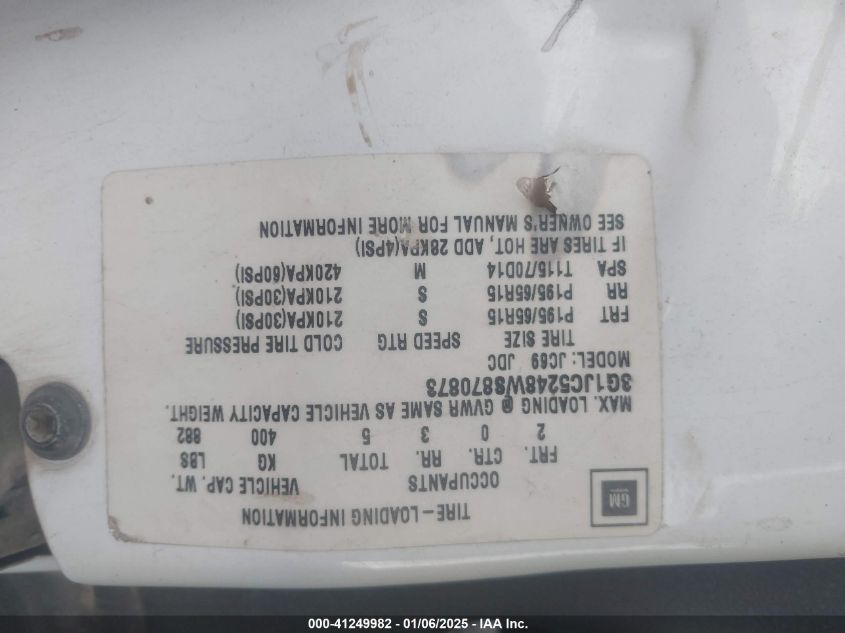 GM
TIRE-LOADING INFORMATION
OCCUPANTS VEHICLE CAP. WT.
FRT. CTR. RR. TOTAL KG LBS
2 0 3 5 400 882
MAX. LOADING @ GVWR SAME AS VEHICLE CAPACITY WEIGHT.
3G1JC5248WS870873
MODEL: JC69 JDC
TIRE SIZE SPEED RTG COLD TIRE PRESSURE
FRT P195/65R15 S 210KPA(30PSI)
RR P195/65R15 S 210KPA(30PSI)
SPA T115/70D14 M 420KPA(60PSI)
IF TIRES ARE HOT, ADD 28KPA(4PSI)
SEE OWNER'S MANUAL FOR MORE INFORMATION
000-41249982 - 01/06/2025 - IAA Inc.